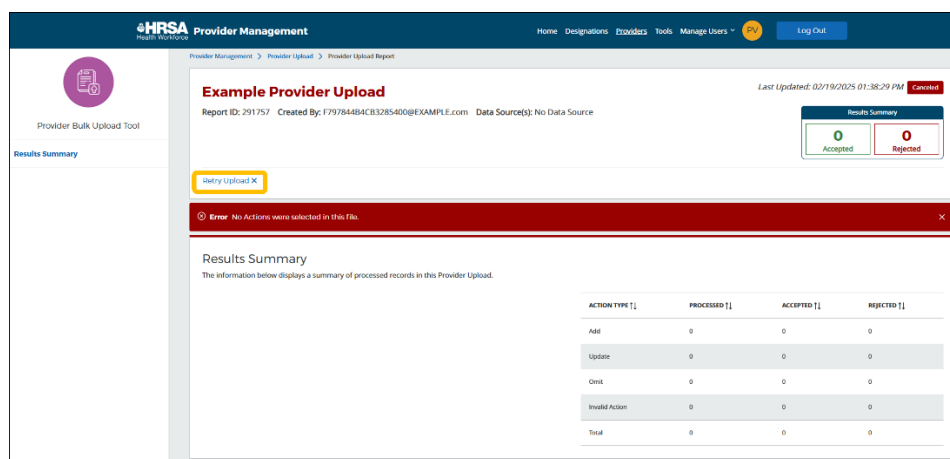 HRSA Health Workforce Provider Management Home Designations Providers Tools Manage Users PV Log Out
Provider Management > Provider Upload > Provider Upload Report
Provider Bulk Upload Tool
Results Summary
Example Provider Upload
Last Updated: 02/19/2025 01:38:29 PM Canceled
Report ID: 291757 Created By: F797844B4CB3285400@EXAMPLE.com Data Source(s): No Data Source
Results Summary
0 0
Accepted Rejected
Retry Upload X
Error No Actions were selected in this file. ×
Results Summary
The information below displays a summary of processed records in this Provider Upload.
ACTION TYPE ↑↓ PROCESSED ↑↓ ACCEPTED ↑↓ REJECTED ↑↓
Add 0 0 0
Update 0 0 0
Omit 0 0 0
Invalid Action 0 0 0
Total 0 0 0